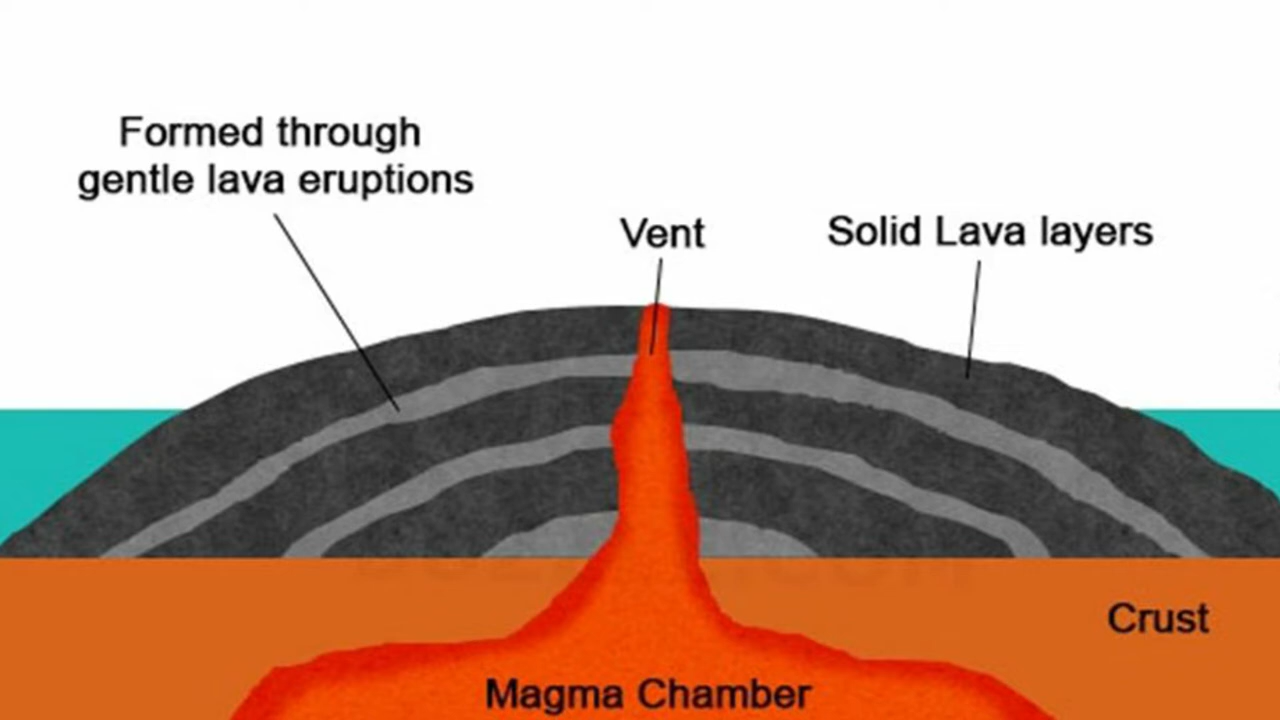 Formed through
gentle lava eruptions
Vent
Solid Lava layers
Crust
Magma Chamber